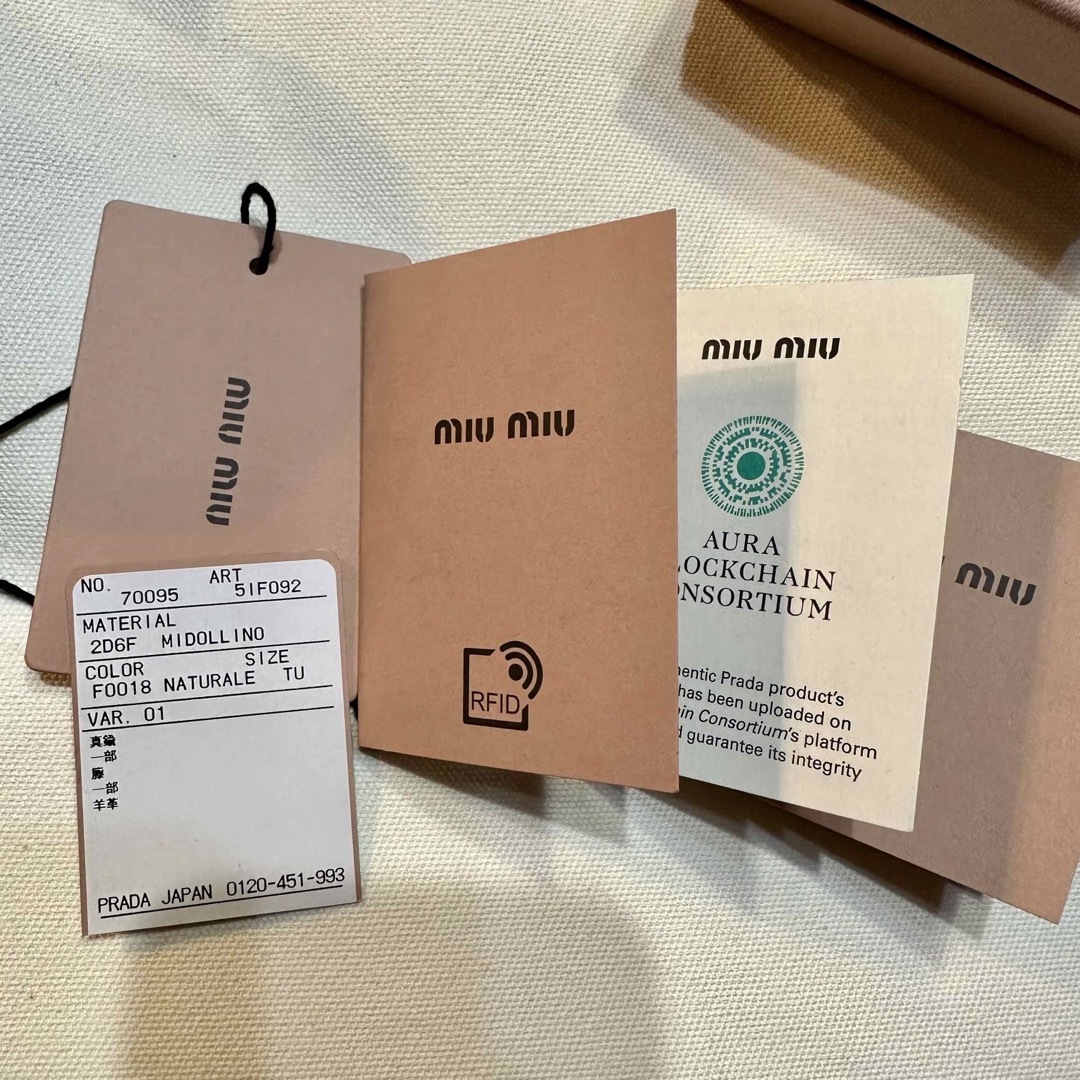 miu miu
NO. ART
70095 5IF092
MATERIAL
2D6F MIDOLLINO
COLOR SIZE
F0018 NATURALE TU
VAR. 01
真鍮
一部
籐
一部
羊革
PRADA JAPAN 0120-451-993
miu miu
RFID
miu miu
AURA
LOCKCHAIN
ONSORTIUM
hentic Prada product's
has been uploaded on
in Consortium's platform
d guarantee its integrity
miu